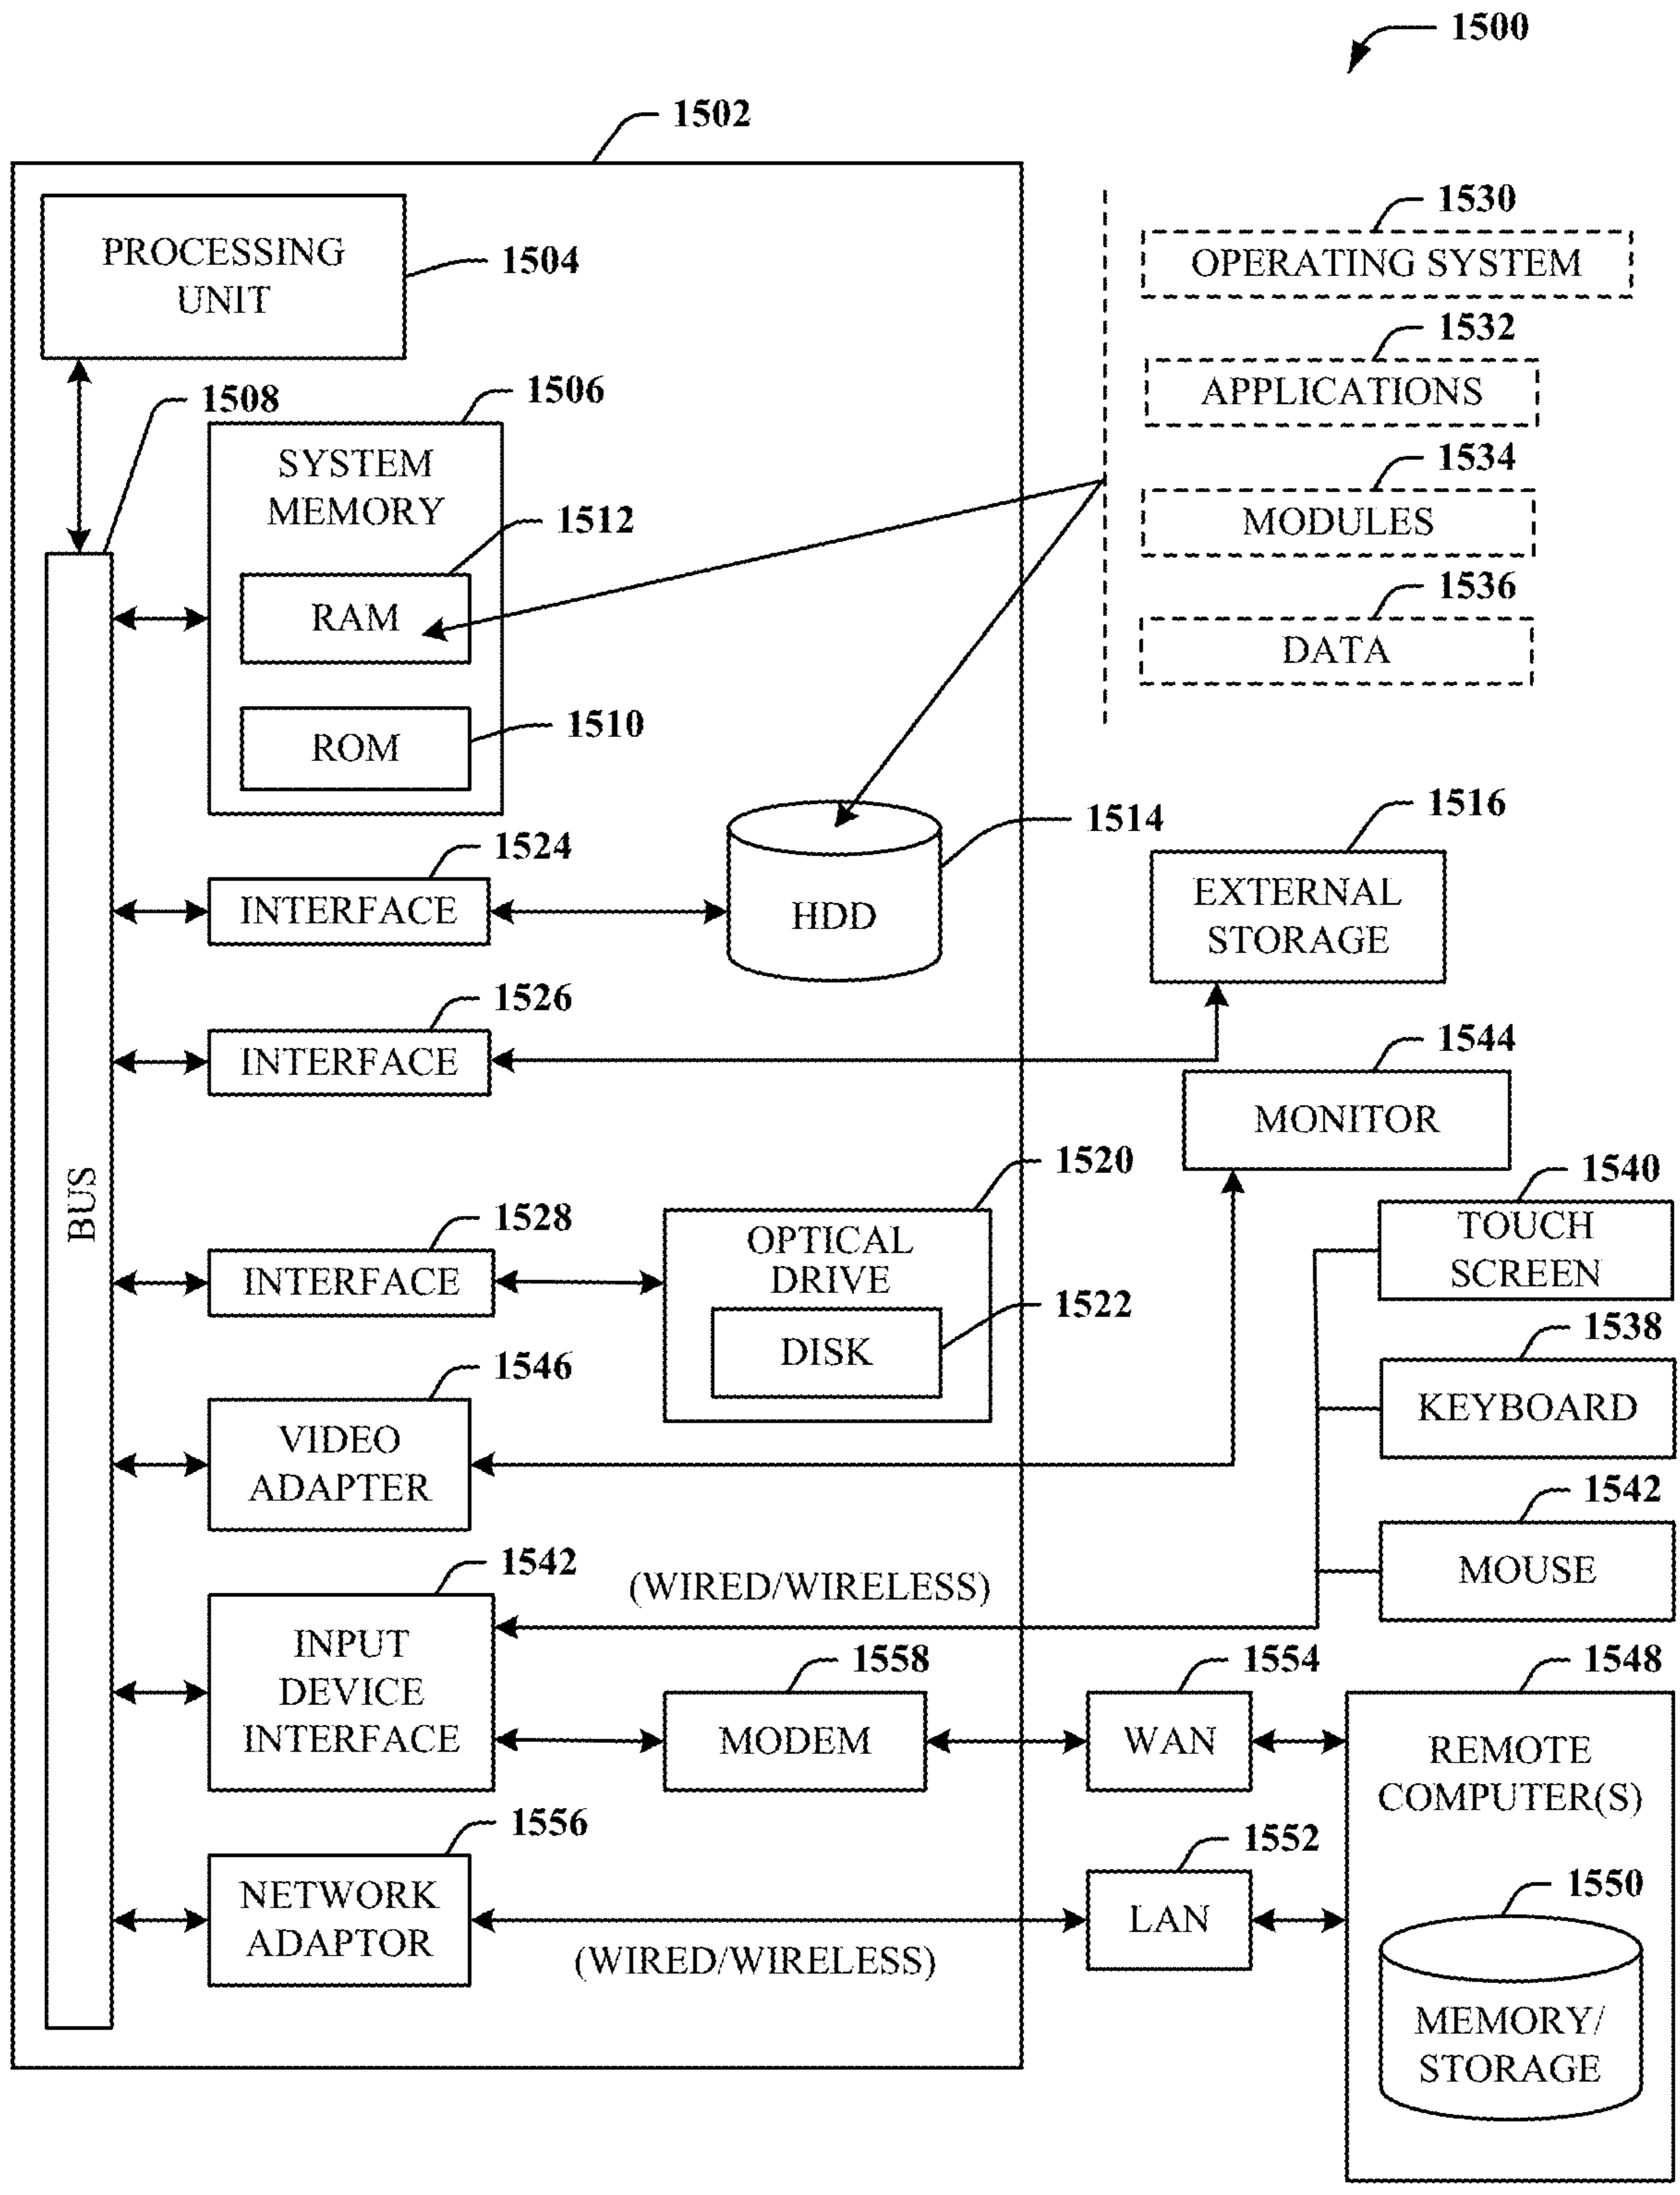 1500
1502
PROCESSING
UNIT
1504
1530
OPERATING SYSTEM
1532
APPLICATIONS
1534
MODULES
1536
DATA
1508
1506
SYSTEM
MEMORY
1512
RAM
1510
ROM
1524
INTERFACE
1514
HDD
1516
EXTERNAL
STORAGE
1526
INTERFACE
1544
MONITOR
BUS
1528
INTERFACE
1520
OPTICAL
DRIVE
1522
DISK
1540
TOUCH
SCREEN
1538
KEYBOARD
1542
MOUSE
1546
VIDEO
ADAPTER
1542
INPUT
DEVICE
INTERFACE
(WIRED/WIRELESS)
1558
MODEM
1554
WAN
1548
REMOTE
COMPUTER(S)
1556
NETWORK
ADAPTOR
(WIRED/WIRELESS)
1552
LAN
1550
MEMORY/
STORAGE